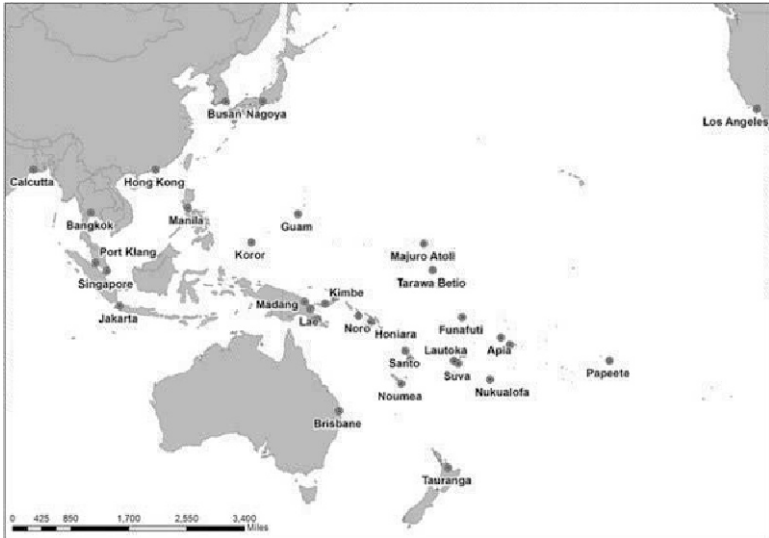 Busan Nagoya
Los Angeles
Calcutta
Hong Kong
Bangkok
Manila
Guam
Koror
Majuro Atoll
Port Klang
Tarawa Betio
Singapore
Jakarta
Madang
Kimbe
Lae
Noro
Honiara
Funafuti
Lautoka
Apia
Santo
Suva
Papeete
Noumea
Nukualofa
Brisbane
Tauranga
0 425 850 1,700 2,550 3,400
Miles